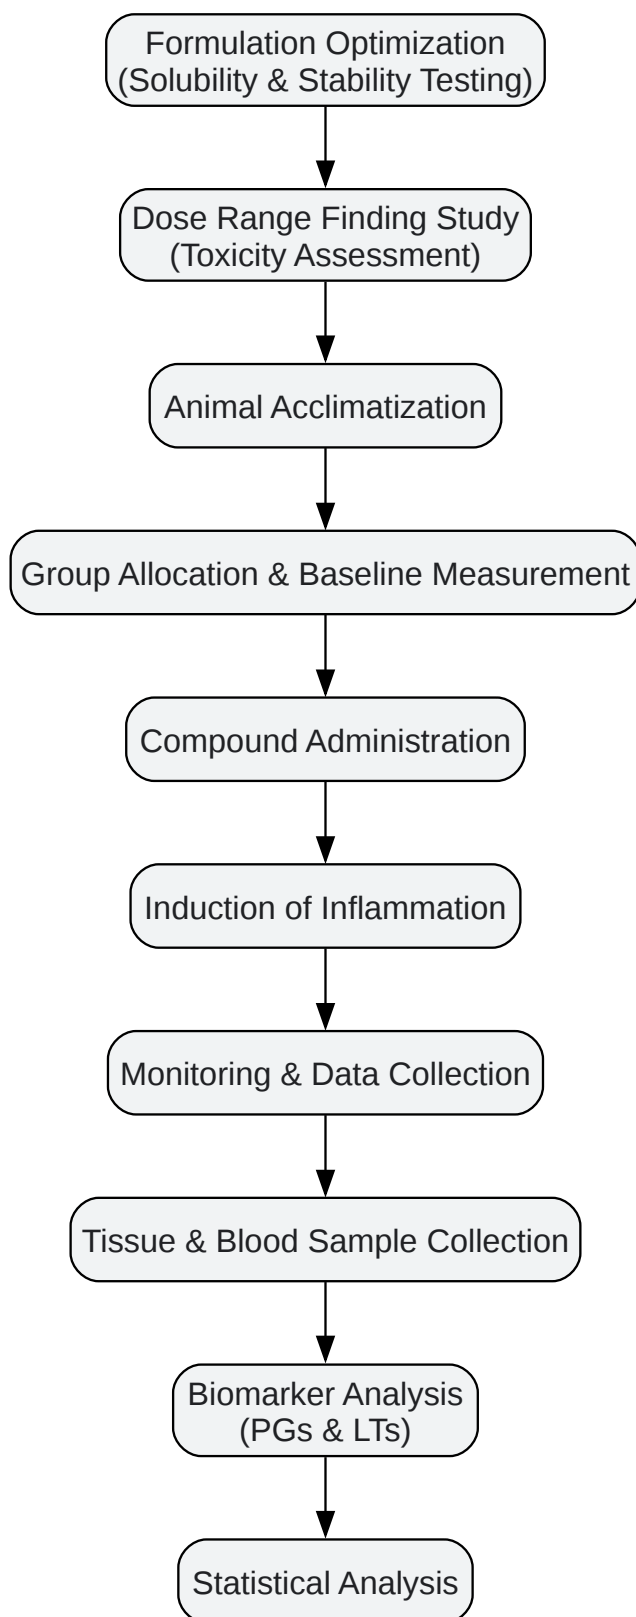 Formulation Optimization
(Solubility & Stability Testing)
Dose Range Finding Study
(Toxicity Assessment)
Animal Acclimatization
Group Allocation & Baseline Measurement
Compound Administration
Induction of Inflammation
Monitoring & Data Collection
Tissue & Blood Sample Collection
Biomarker Analysis
(PGs & LTs)
Statistical Analysis